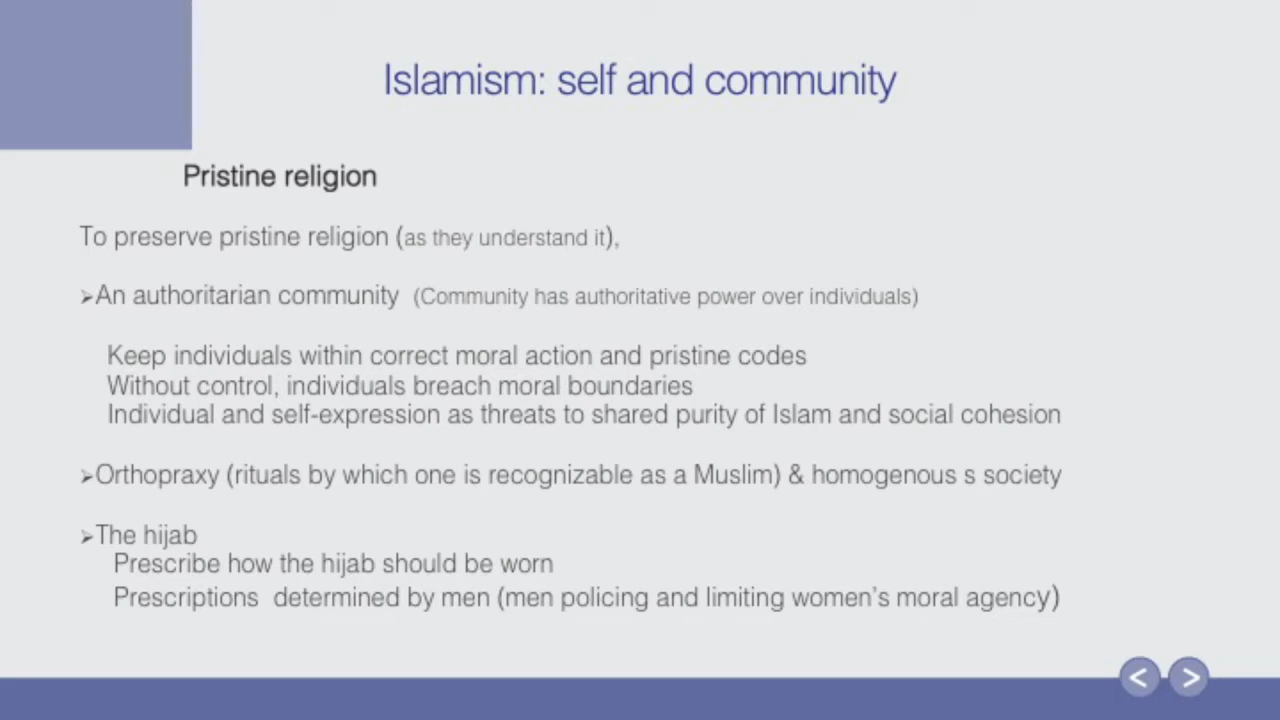 Islamism: self and community
Pristine religion
To preserve pristine religion (as they understand it),
➢An authoritarian community (Community has authoritative power over individuals)
Keep individuals within correct moral action and pristine codes
Without control, individuals breach moral boundaries
Individual and self-expression as threats to shared purity of Islam and social cohesion
➢Orthopraxy (rituals by which one is recognizable as a Muslim) & homogenous s society
➢The hijab
Prescribe how the hijab should be worn
Prescriptions determined by men (men policing and limiting women's moral agency)
< >